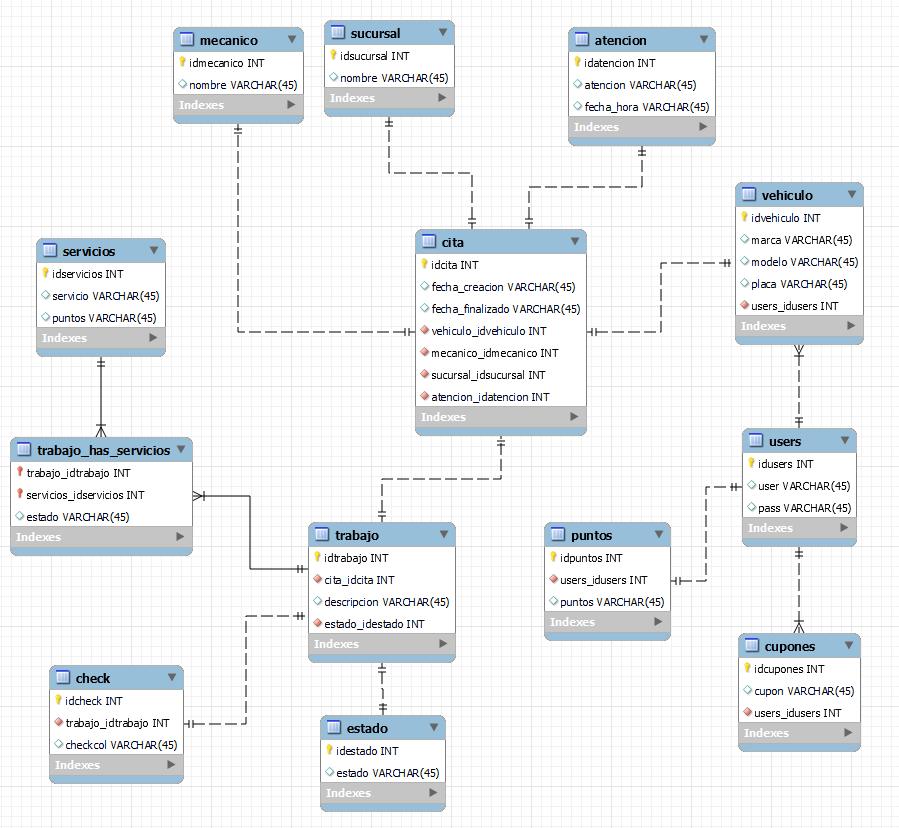 mecanico
idmecanico INT
nombre VARCHAR(45)
Indexes
sucursal
idsucursal INT
nombre VARCHAR(45)
Indexes
atencion
idatencion INT
atencion VARCHAR(45)
fecha_hora VARCHAR(45)
Indexes
vehiculo
idvehiculo INT
marca VARCHAR(45)
modelo VARCHAR(45)
placa VARCHAR(45)
users_idusers INT
Indexes
servicios
idservicios INT
servicio VARCHAR(45)
puntos VARCHAR(45)
Indexes
cita
idcita INT
fecha_creacion VARCHAR(45)
fecha_finalizado VARCHAR(45)
vehiculo_idvehiculo INT
mecanico_idmecanico INT
sucursal_idsucursal INT
atencion_idatencion INT
Indexes
trabajo_has_servicios
trabajo_idtrabajo INT
servicios_idservicios INT
estado VARCHAR(45)
Indexes
users
idusers INT
user VARCHAR(45)
pass VARCHAR(45)
Indexes
trabajo
idtrabajo INT
cita_idcita INT
descripcion VARCHAR(45)
estado_idestado INT
Indexes
puntos
idpuntos INT
users_idusers INT
puntos VARCHAR(45)
Indexes
check
idcheck INT
trabajo_idtrabajo INT
checkcol VARCHAR(45)
Indexes
cupones
idcupones INT
cupon VARCHAR(45)
users_idusers INT
Indexes
estado
idestado INT
estado VARCHAR(45)
Indexes